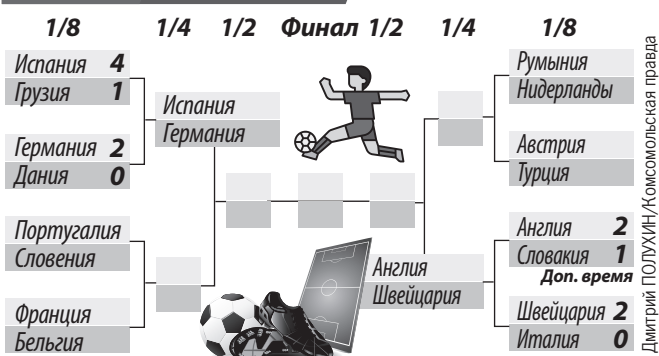 1/8 1/4 1/2 Финал 1/2 1/4 1/8
Испания 4
Грузия 1
Германия 2
Дания 0
Португалия
Словения
Франция
Бельгия
Испания
Германия
Англия
Швейцария
Румыния
Нидерланды
Австрия
Турция
Англия 2
Словакия 1
Доп. время
Швейцария 2
Италия 0
Дмитрий ПОЛУХИН/Комсомольская правда